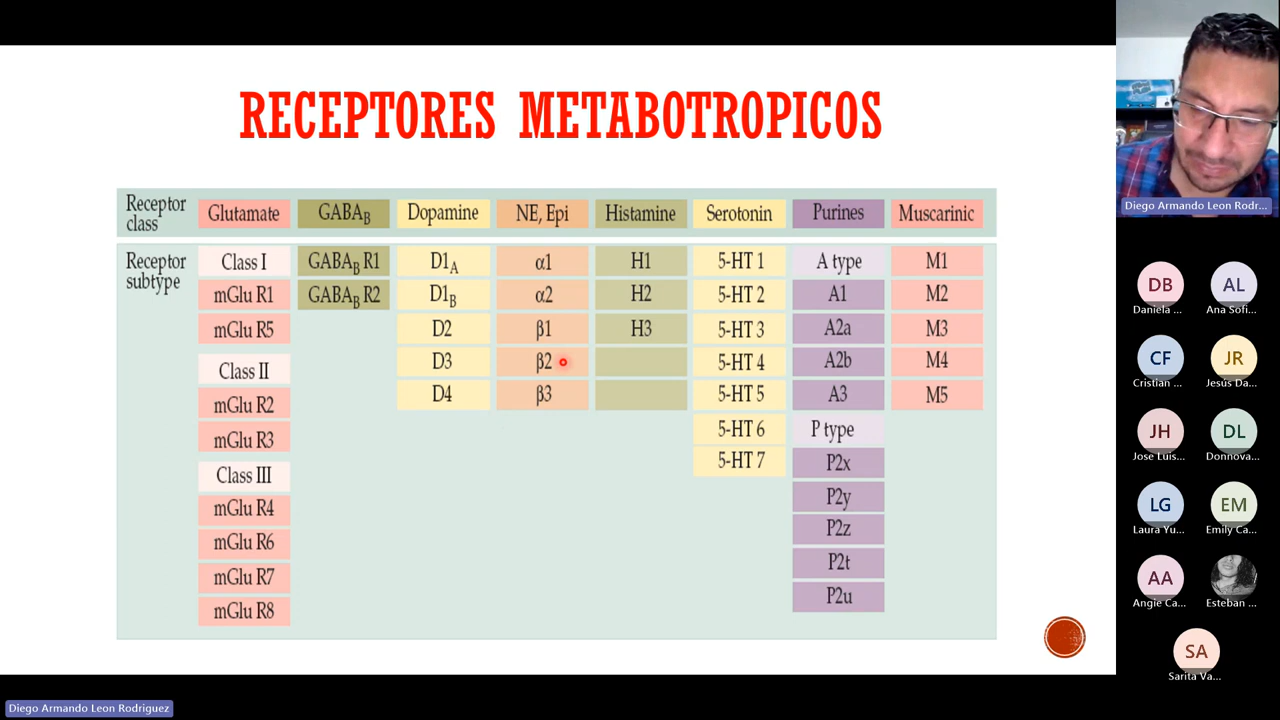 RECEPTORES METABOTROPICOS
Receptor class
Glutamate
GABAB
Dopamine
NE, Epi
Histamine
Serotonin
Purines
Muscarinic
Receptor subtype
Class I
mGlu R1
mGlu R5
Class II
mGlu R2
mGlu R3
Class III
mGlu R4
mGlu R6
mGlu R7
mGlu R8
GABAB R1
GABAB R2
D1A
D1B
D2
D3
D4
α1
α2
β1
β2
β3
H1
H2
H3
5-HT 1
5-HT 2
5-HT 3
5-HT 4
5-HT 5
5-HT 6
5-HT 7
A type
A1
A2a
A2b
A3
P type
P2x
P2y
P2z
P2t
P2u
M1
M2
M3
M4
M5
Diego Armando Leon Rodr...
DB
Daniela ...
AL
Ana Sofi...
CF
Cristian ...
JR
Jesús Da...
JH
Jose Luis...
DL
Donnova...
LG
Laura Yu...
EM
Emily Ca...
AA
Angie Ca...
Esteban ...
SA
Sarita Va...
Diego Armando Leon Rodriguez